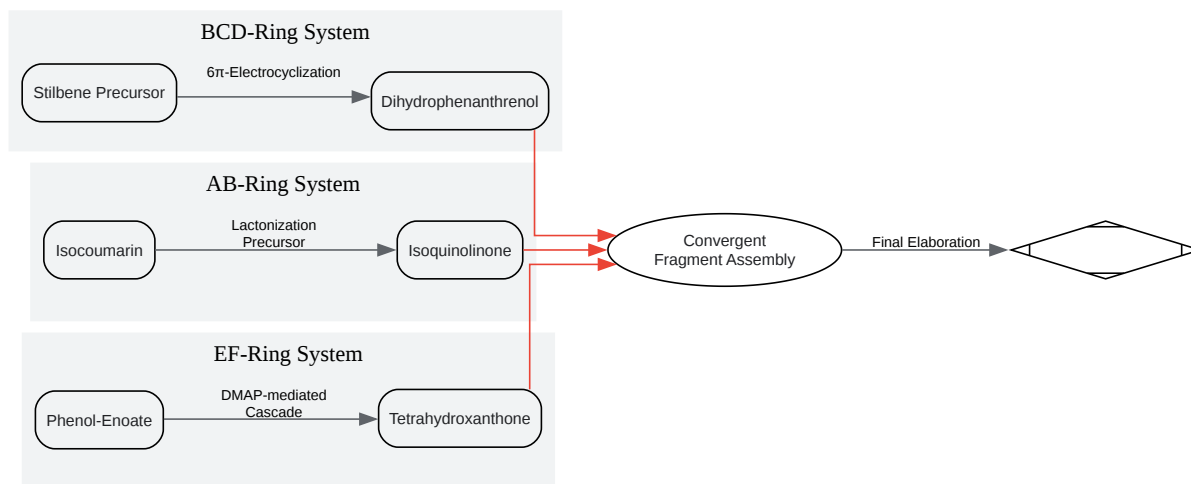 BCD-Ring System
Stilbene Precursor
6π-Electrocyclization
Dihydrophenanthrenol
AB-Ring System
Isocoumarin
Lactonization
Precursor
Isoquinolinone
EF-Ring System
Phenol-Enoate
DMAP-mediated
Cascade
Tetrahydroxanthone
Convergent
Fragment Assembly
Final Elaboration